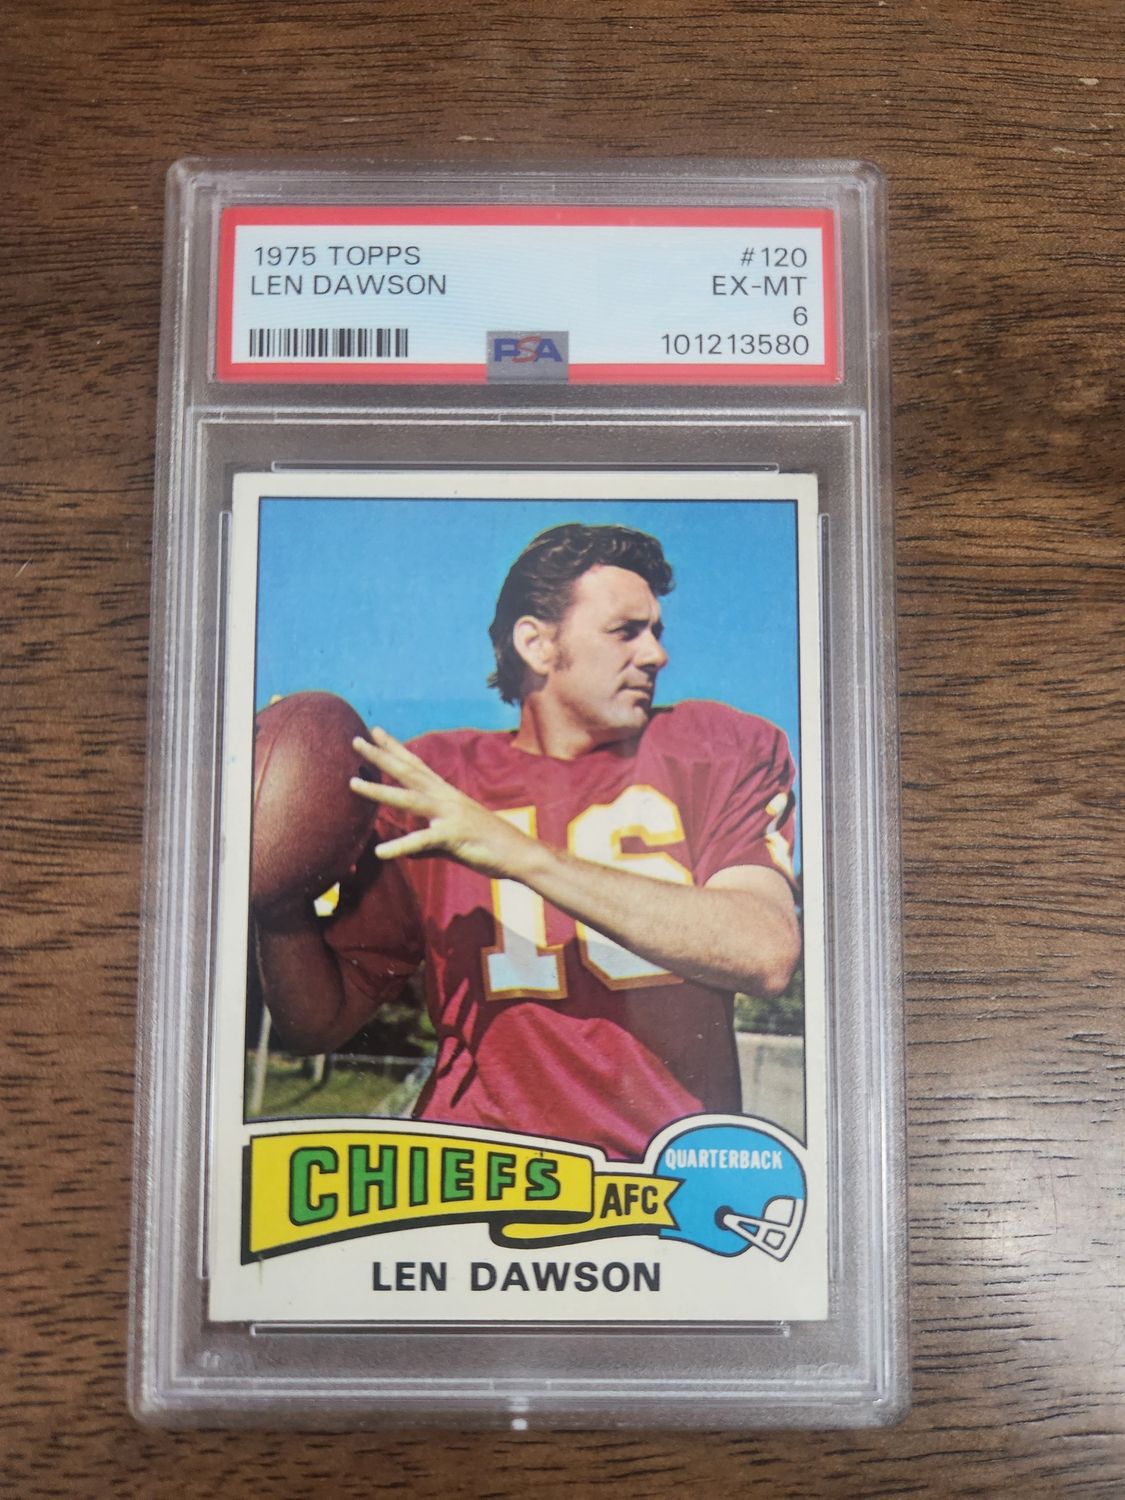 1975 TOPPS #120
LEN DAWSON EX-MT
6
PSA 101213580
16
CHIEFS AFC QUARTERBACK
LEN DAWSON